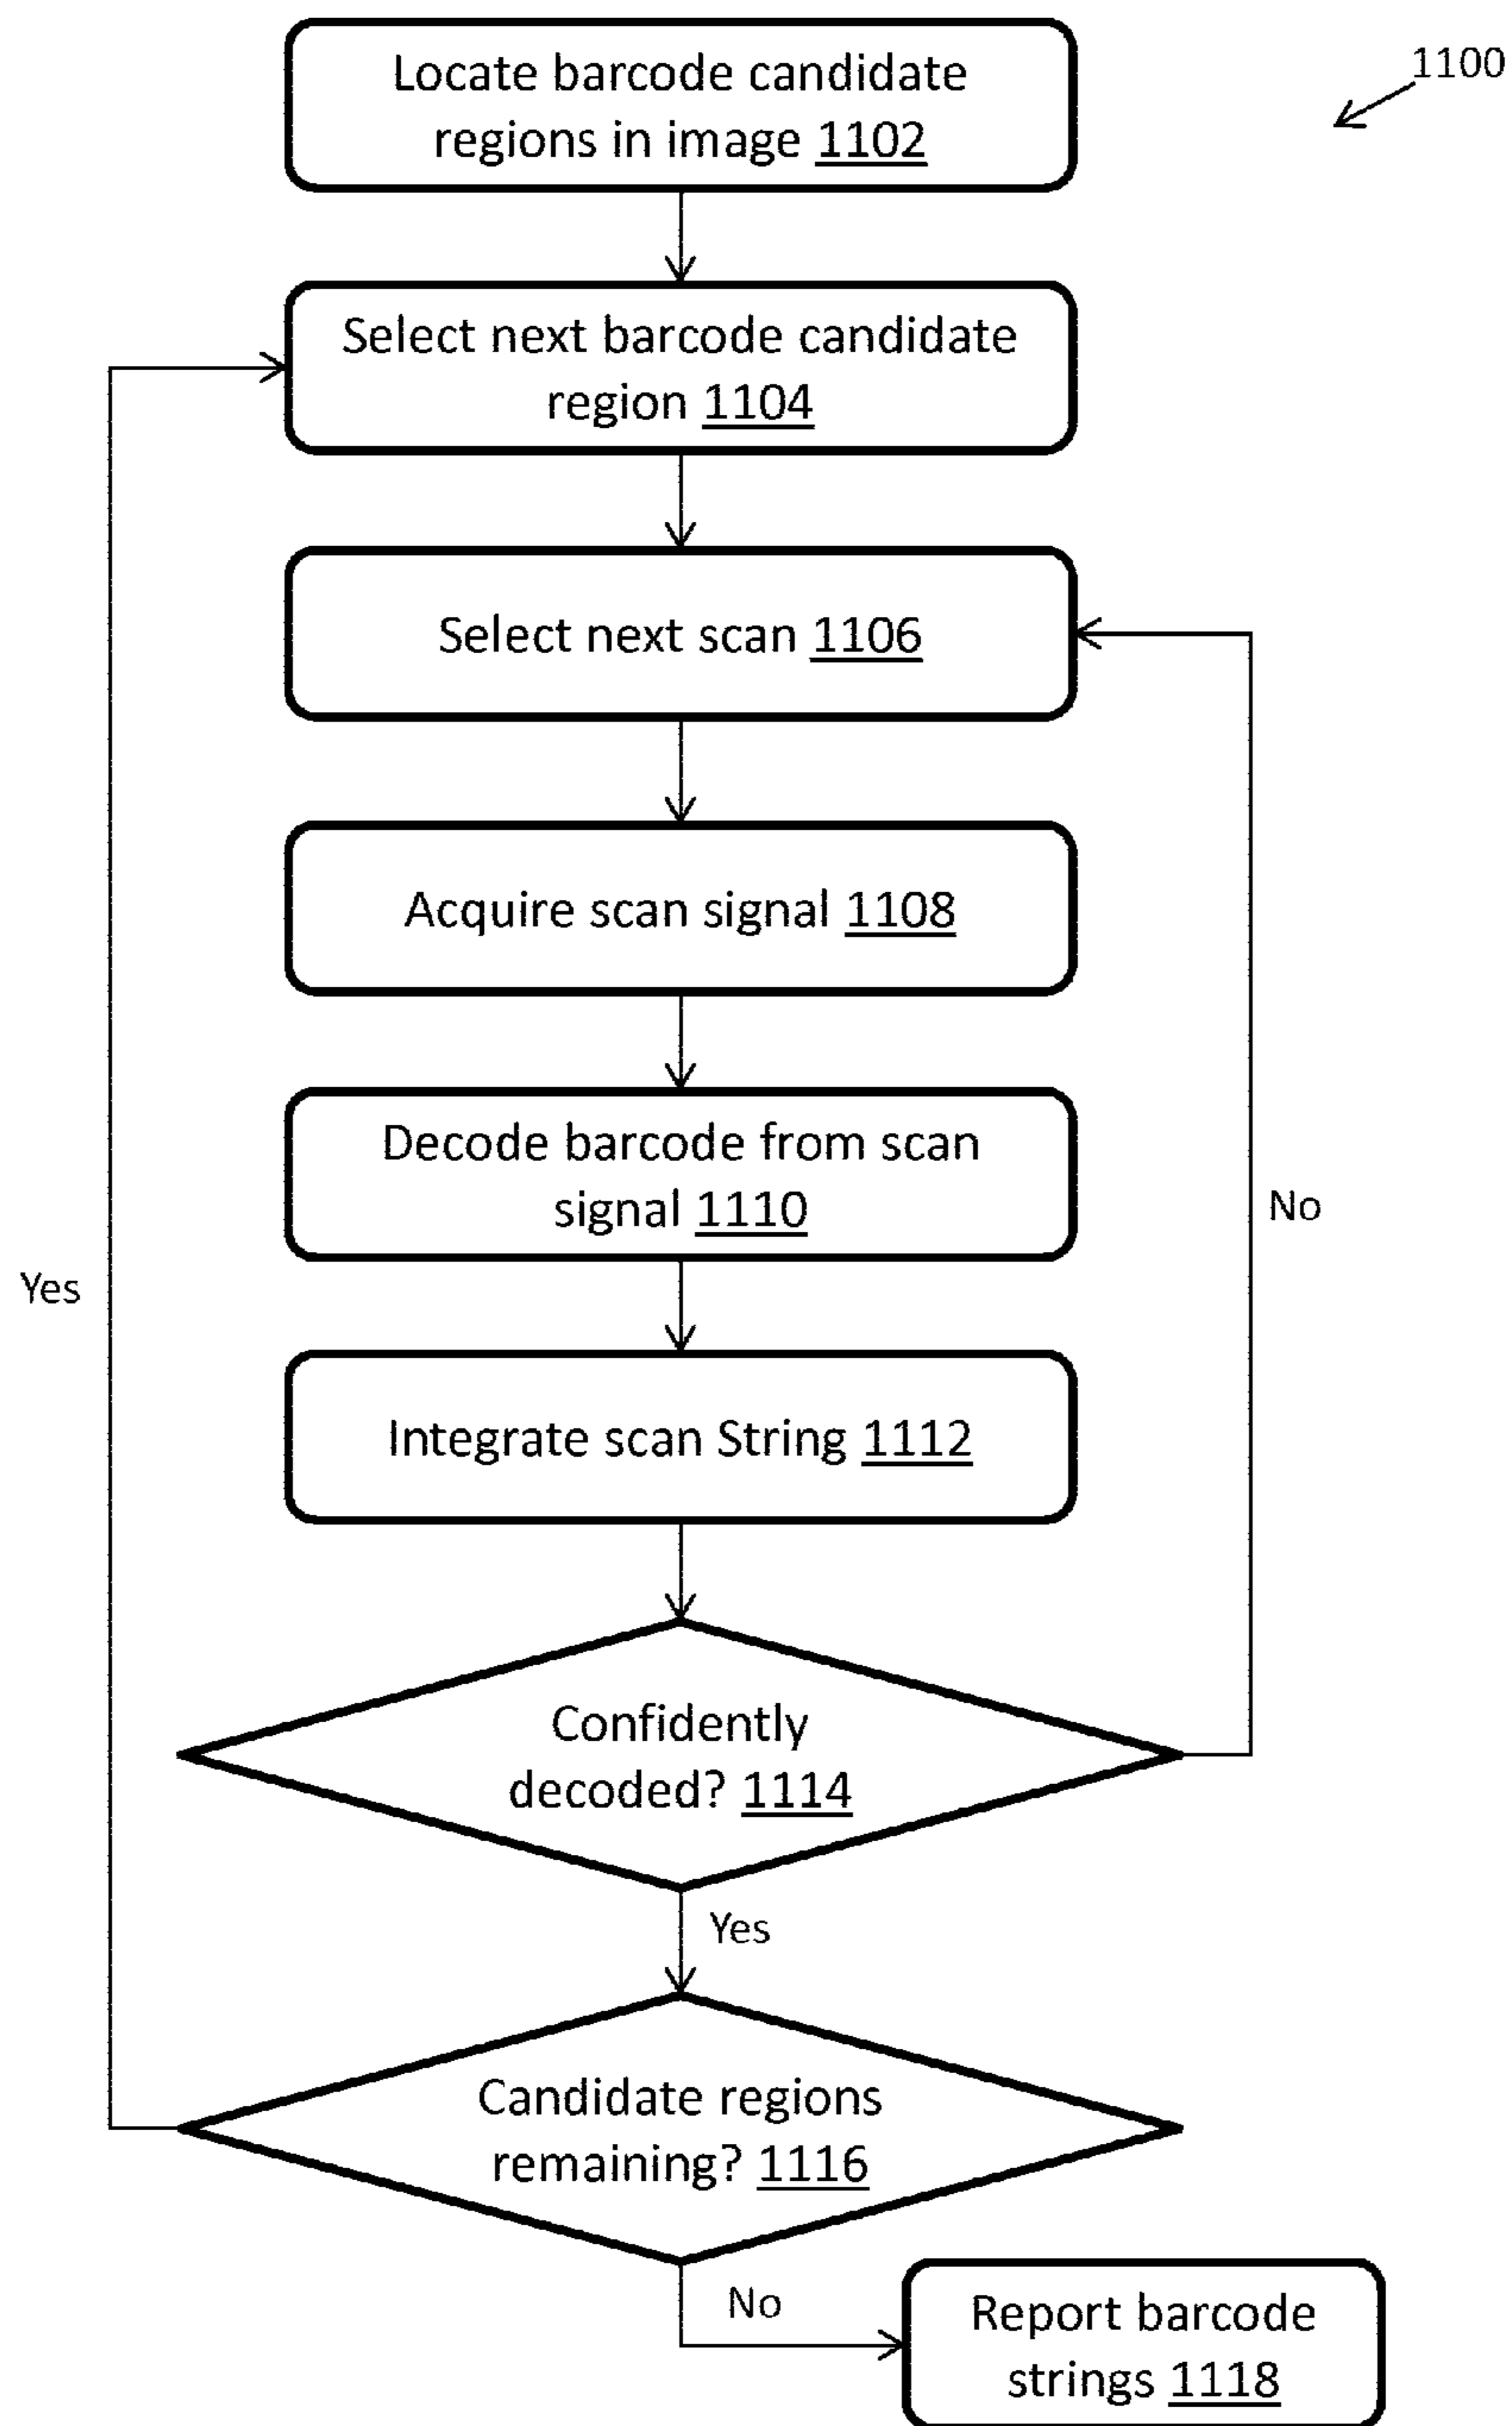 1100
Locate barcode candidate
regions in image 1102
Select next barcode candidate
region 1104
Select next scan 1106
Acquire scan signal 1108
Decode barcode from scan
signal 1110
No
Yes
Integrate scan String 1112
Confidently
decoded? 1114
Yes
Candidate regions
remaining? 1116
No
Report barcode
strings 1118